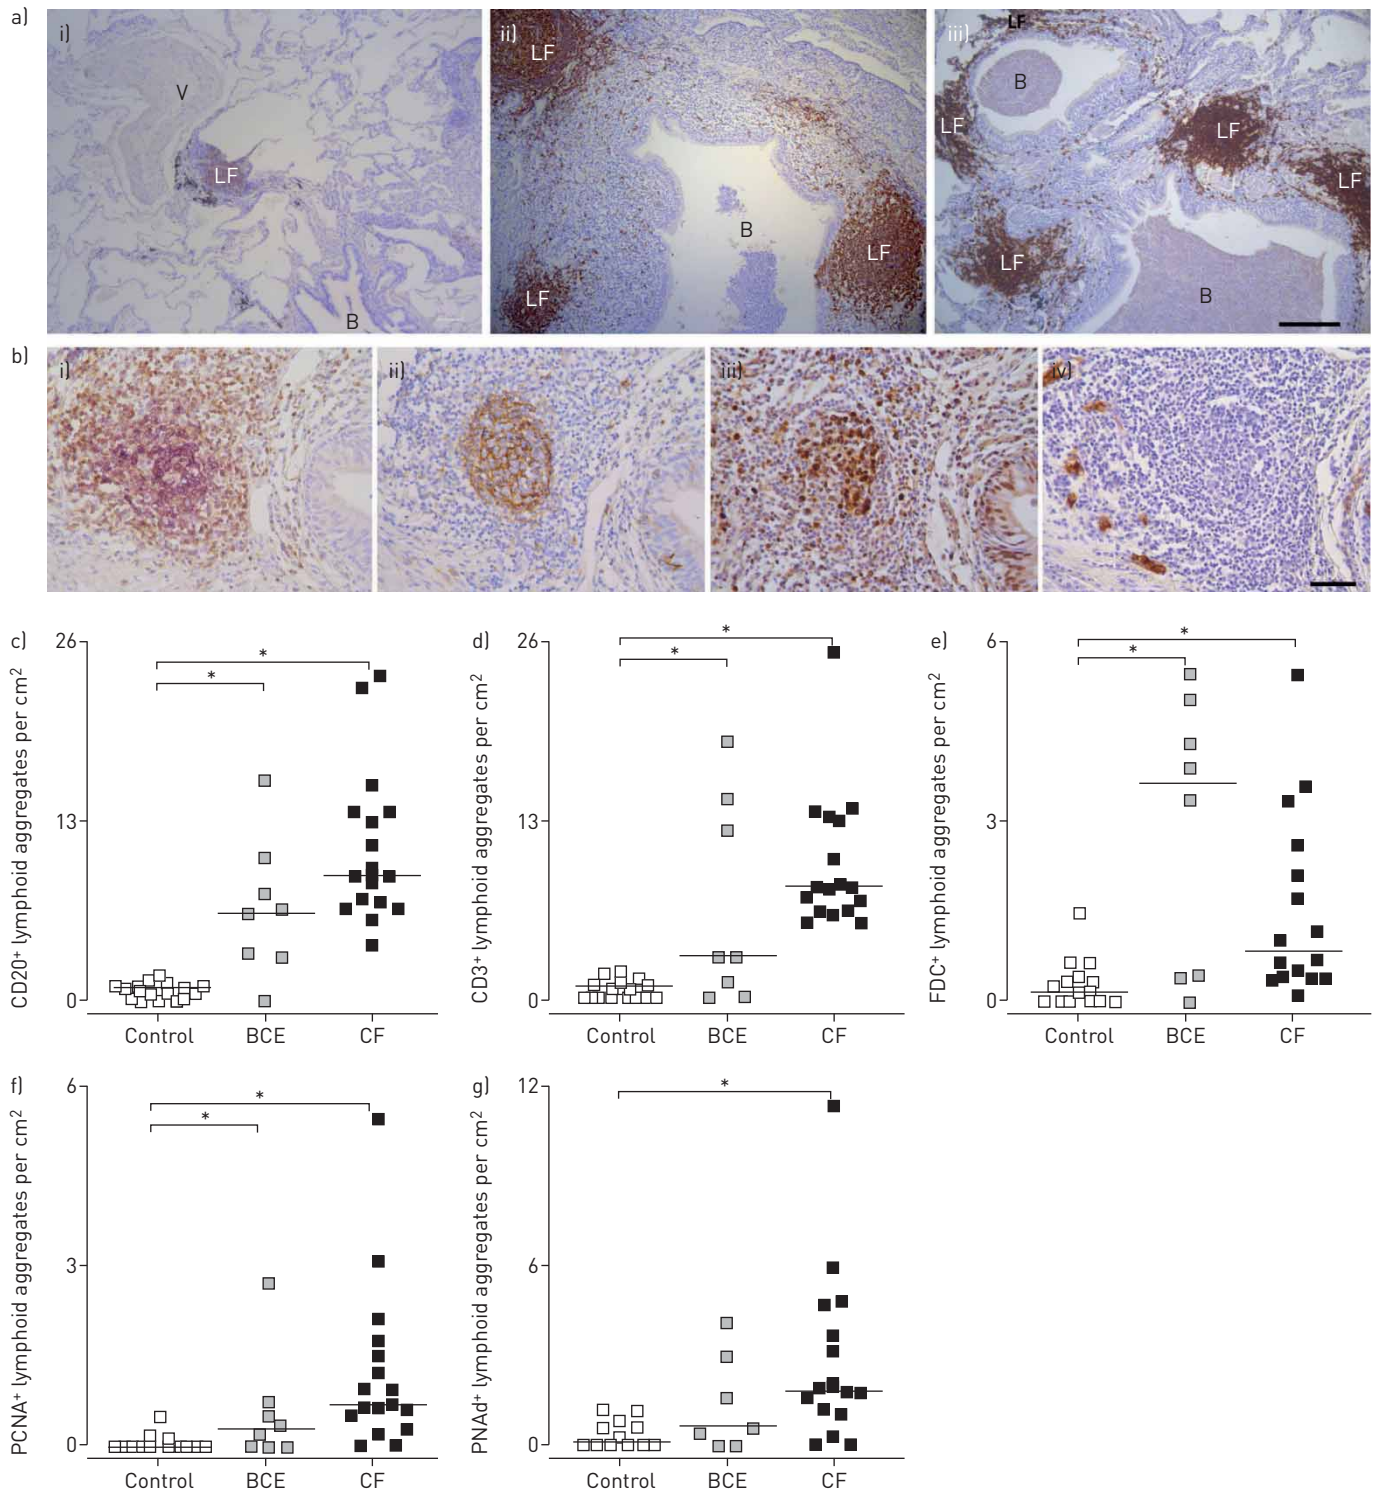 a)
i)
V
LF
B
ii)
LF
B
LF
LF
iii)
LF
B
LF
LF
LF
LF
B
b)
i)
ii)
iii)
iv)
c)
CD20+ lymphoid aggregates per cm2
26
13
0
*
*
Control BCE CF
d)
CD3+ lymphoid aggregates per cm2
26
13
0
*
*
Control BCE CF
e)
FDC+ lymphoid aggregates per cm2
6
3
0
*
*
Control BCE CF
f)
PCNA+ lymphoid aggregates per cm2
6
3
0
*
*
Control BCE CF
g)
PNAd+ lymphoid aggregates per cm2
12
6
0
*
Control BCE CF